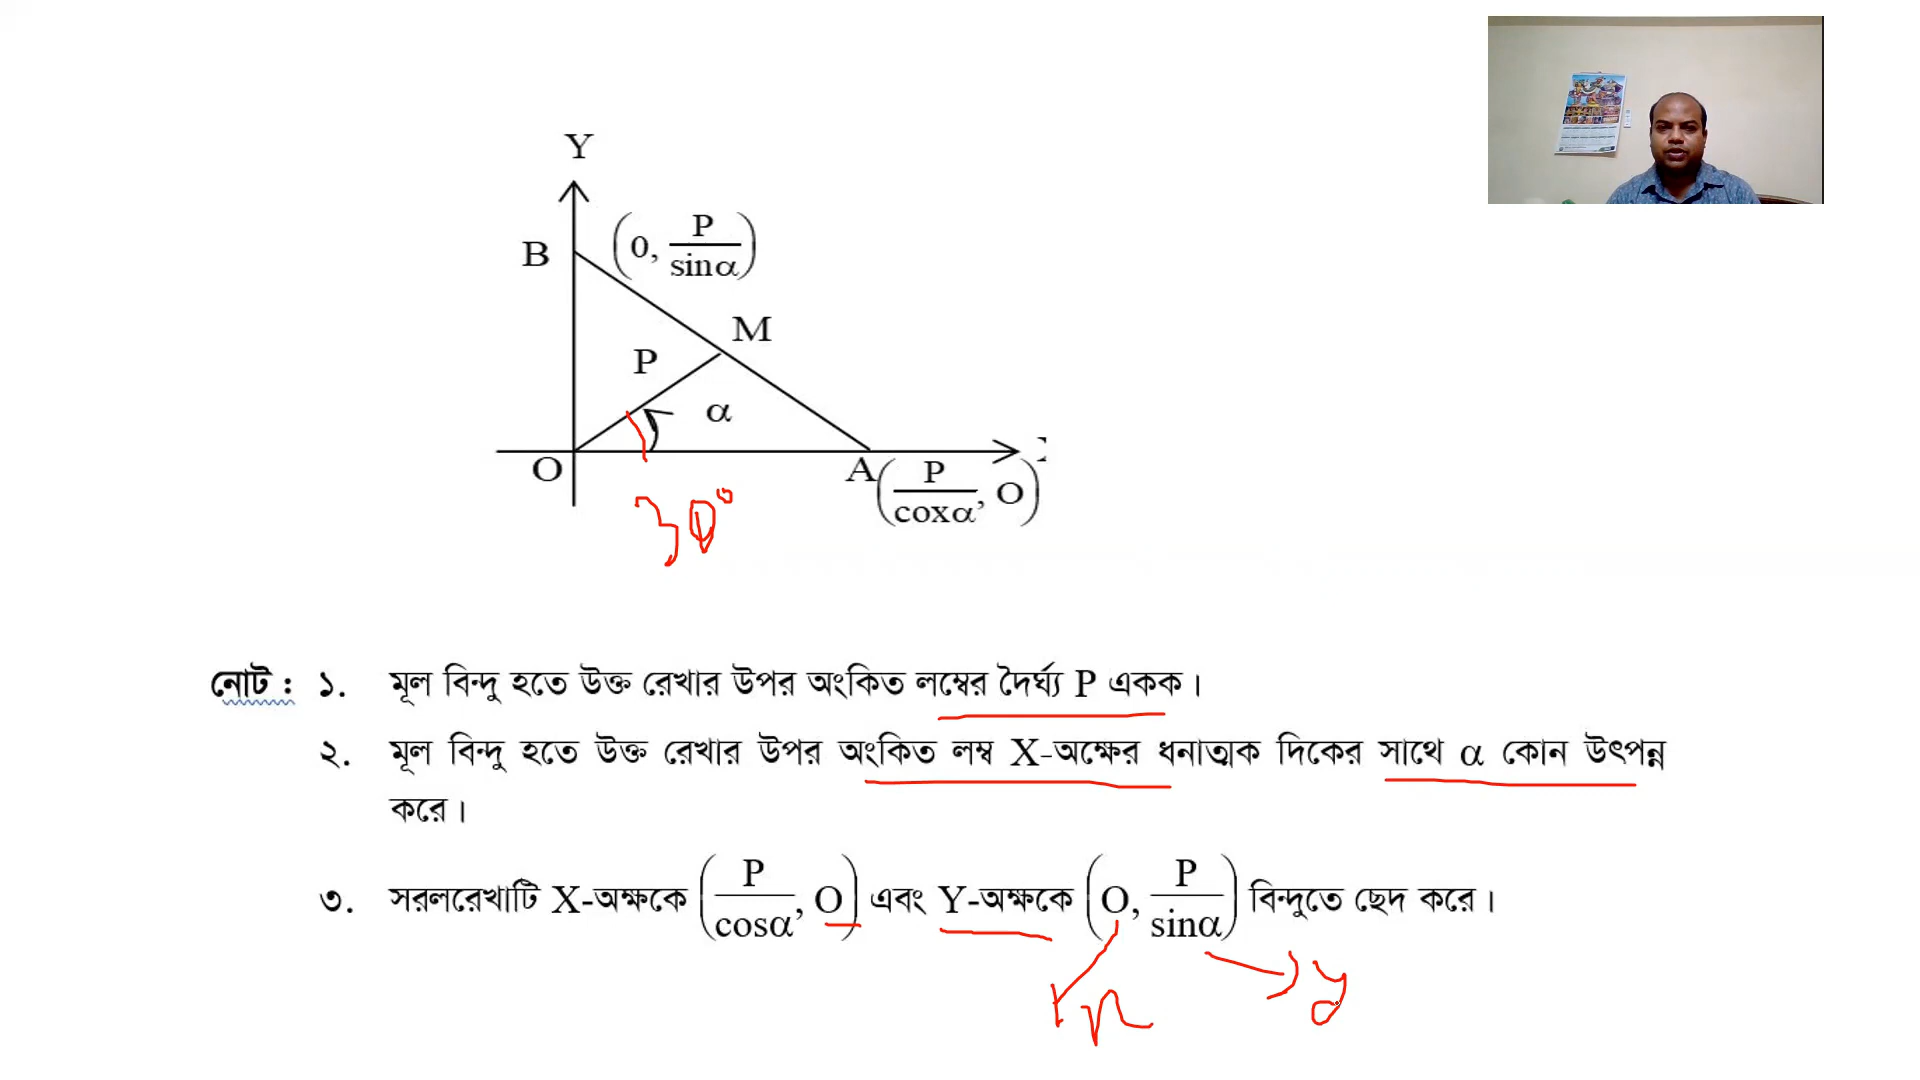 Y
B (0, P/sinα)
M
P
α
O
A (P/coxα, O)
30°
নোট : ১. মূল বিন্দু হতে উক্ত রেখার উপর অংকিত লম্বের দৈর্ঘ্য P একক।
২. মূল বিন্দু হতে উক্ত রেখার উপর অংকিত লম্ব X-অক্ষের ধনাত্মক দিকের সাথে α কোন উৎপন্ন
করে।
৩. সরলরেখাটি X-অক্ষকে (P/cosα, O) এবং Y-অক্ষকে (O, P/sinα) বিন্দুতে ছেদ করে।
y